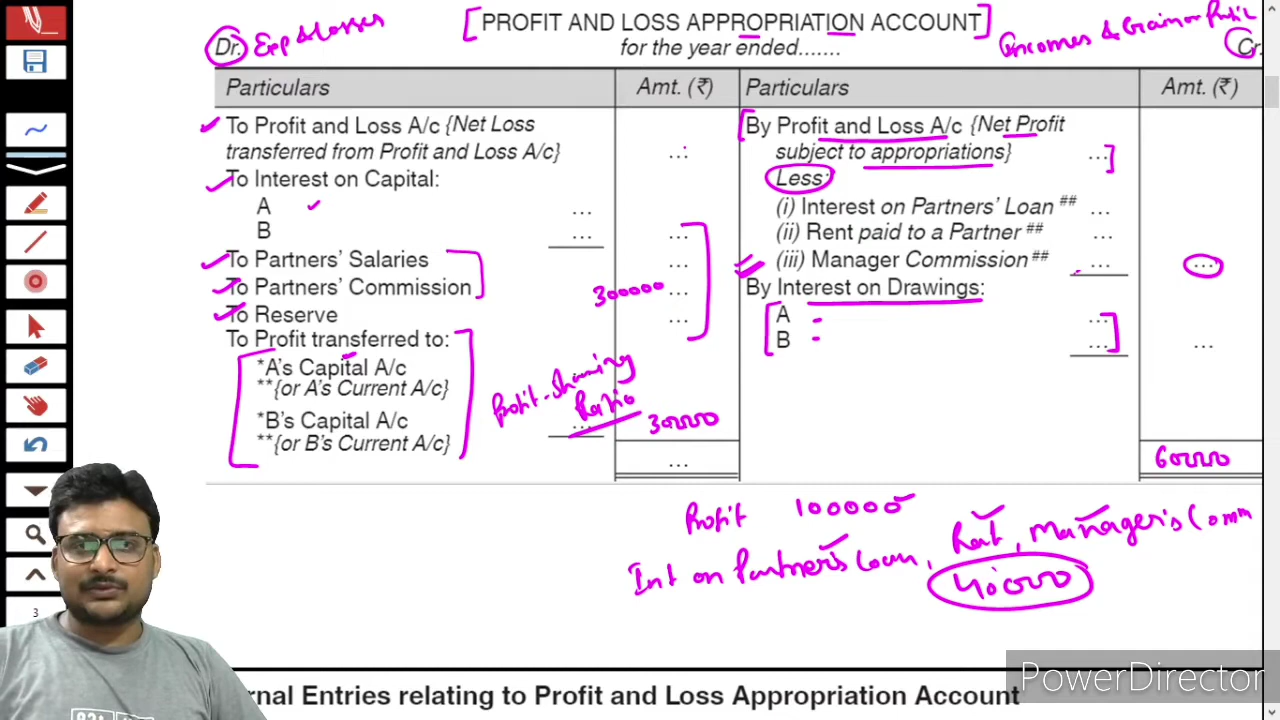 [PROFIT AND LOSS APPROPRIATION ACCOUNT]
Dr. Exp & Losses
for the year ended.......
Incomes & Gain or Profit
Cr.
Particulars Amt. (₹) Particulars Amt. (₹)
To Profit and Loss A/c {Net Loss
transferred from Profit and Loss A/c} ...
To Interest on Capital:
A ...
B ... ...
To Partners' Salaries ...
To Partners' Commission 300000 ...
To Reserve ...
To Profit transferred to:
*A's Capital A/c
**{or A's Current A/c}
*B's Capital A/c
**{or B's Current A/c} ...
Profit-Sharing
Ratio
300000
...
By Profit and Loss A/c {Net Profit
subject to appropriations} ...
Less:
(i) Interest on Partners' Loan ## ...
(ii) Rent paid to a Partner ## ...
(iii) Manager Commission ## ... ...
By Interest on Drawings:
A ...
B ... ...
60000
Profit 100000
Int on Partner's Loan, Rent, Manager's Comm
40000
3
rnal Entries relating to Profit and Loss Appropriation Account
PowerDirector